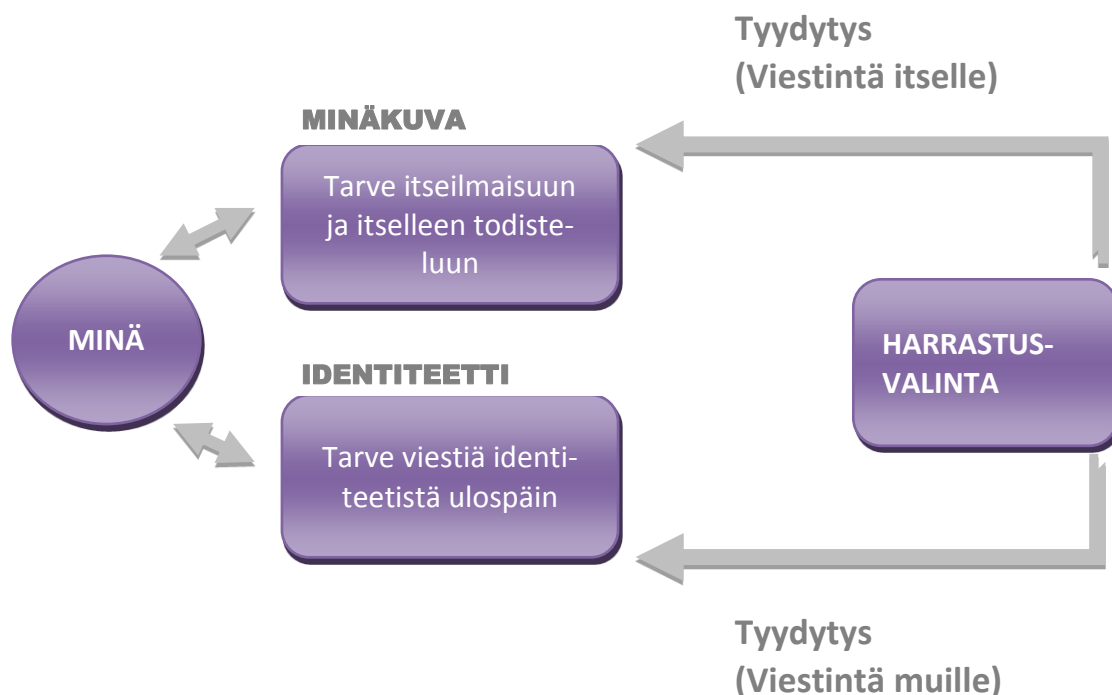 Tyydytys
(Viestintä itselle)
MINÄKUVA
Tarve itseilmaisuun
ja itselleen todiste-
luun
MINÄ
HARRASTUS-
VALINTA
IDENTITEETTI
Tarve viestiä identi-
teetistä ulospäin
Tyydytys
(Viestintä muille)